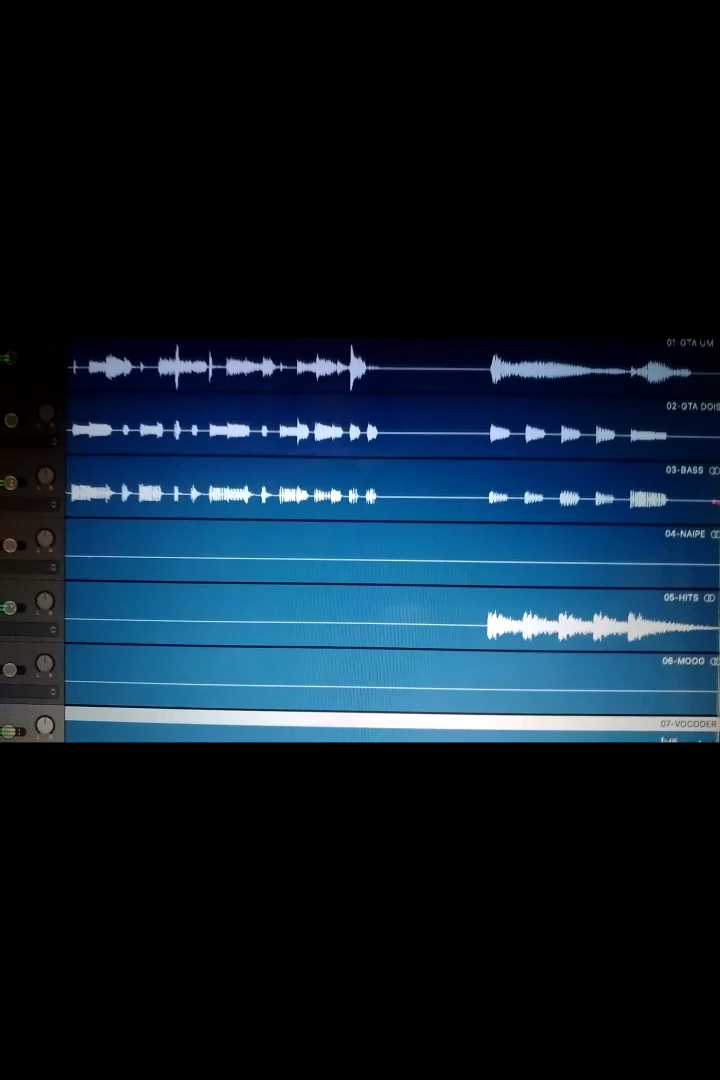 01-GTA UM
02-GTA DOIS
03-BASS
04-NAIPE
05-HITS
06-MOOG
07-VOCODER